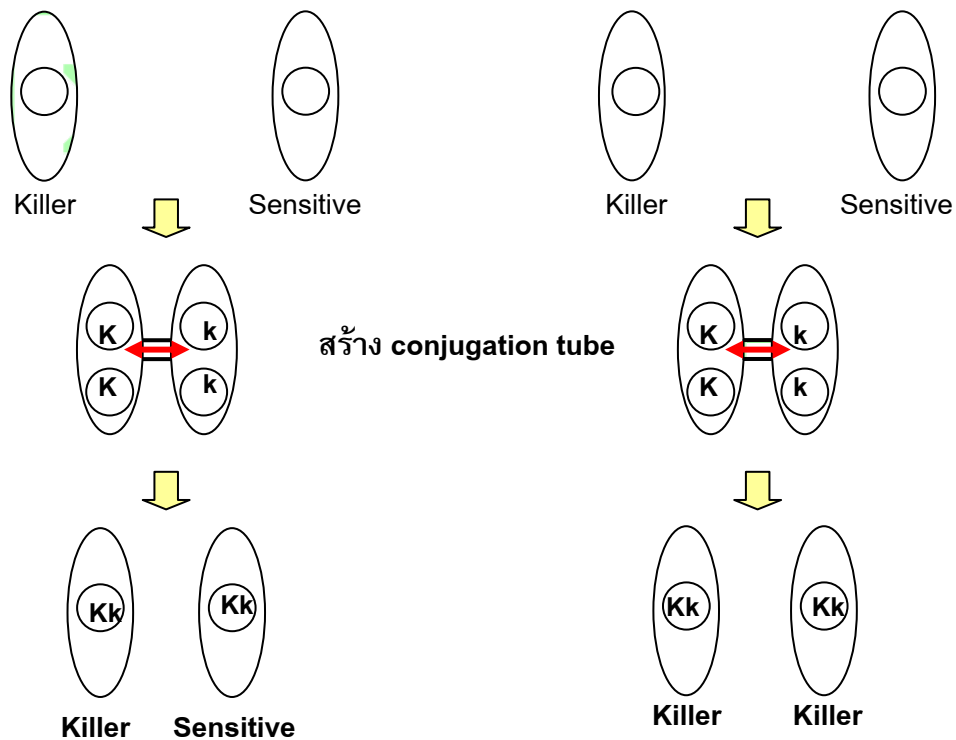 Killer Sensitive Killer Sensitive
K k K k
สร้าง conjugation tube
K k K k
Kk Kk Kk Kk
Killer Sensitive Killer Killer